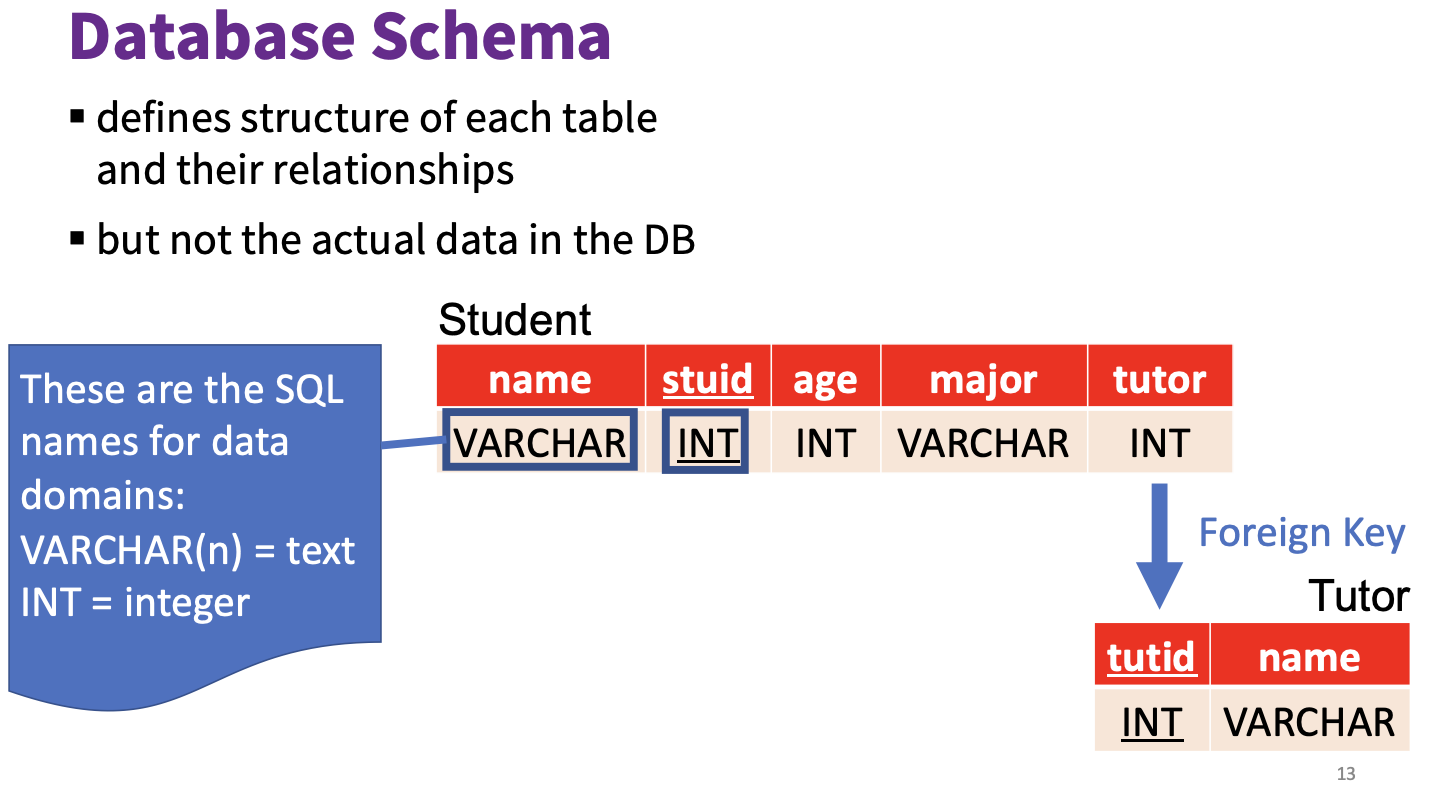 Database Schema
▪ defines structure of each table
and their relationships
▪ but not the actual data in the DB
These are the SQL
names for data
domains:
VARCHAR(n) = text
INT = integer
Student
name stuid age major tutor
VARCHAR INT INT VARCHAR INT
Foreign Key
Tutor
tutid name
INT VARCHAR
13